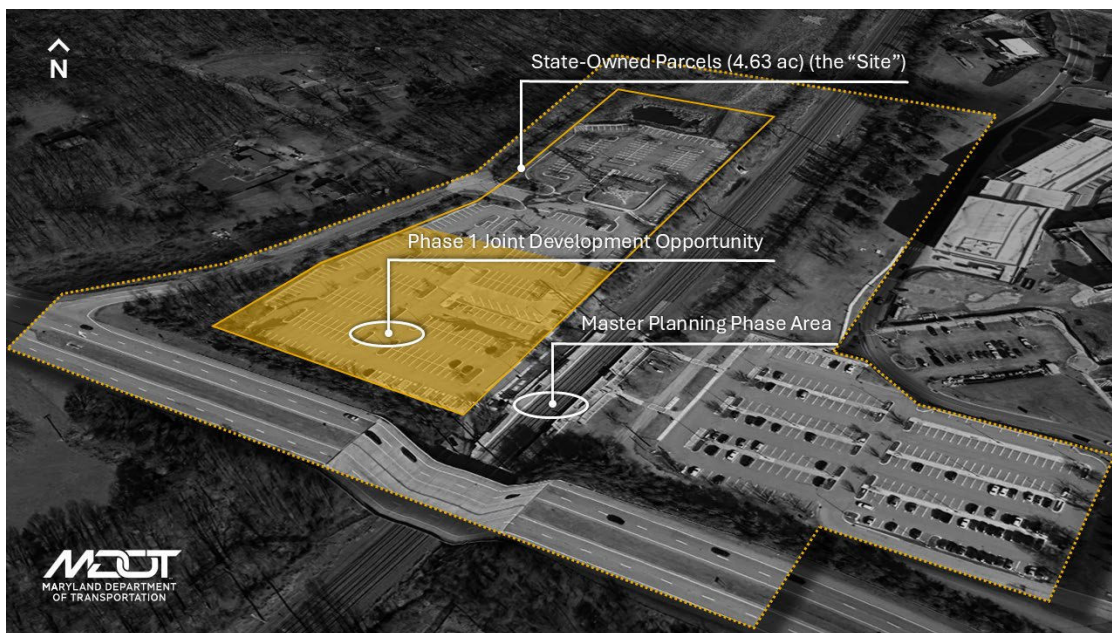 N
State-Owned Parcels (4.63 ac) (the “Site”)
Phase 1 Joint Development Opportunity
Master Planning Phase Area
MDOT
MARYLAND DEPARTMENT
OF TRANSPORTATION